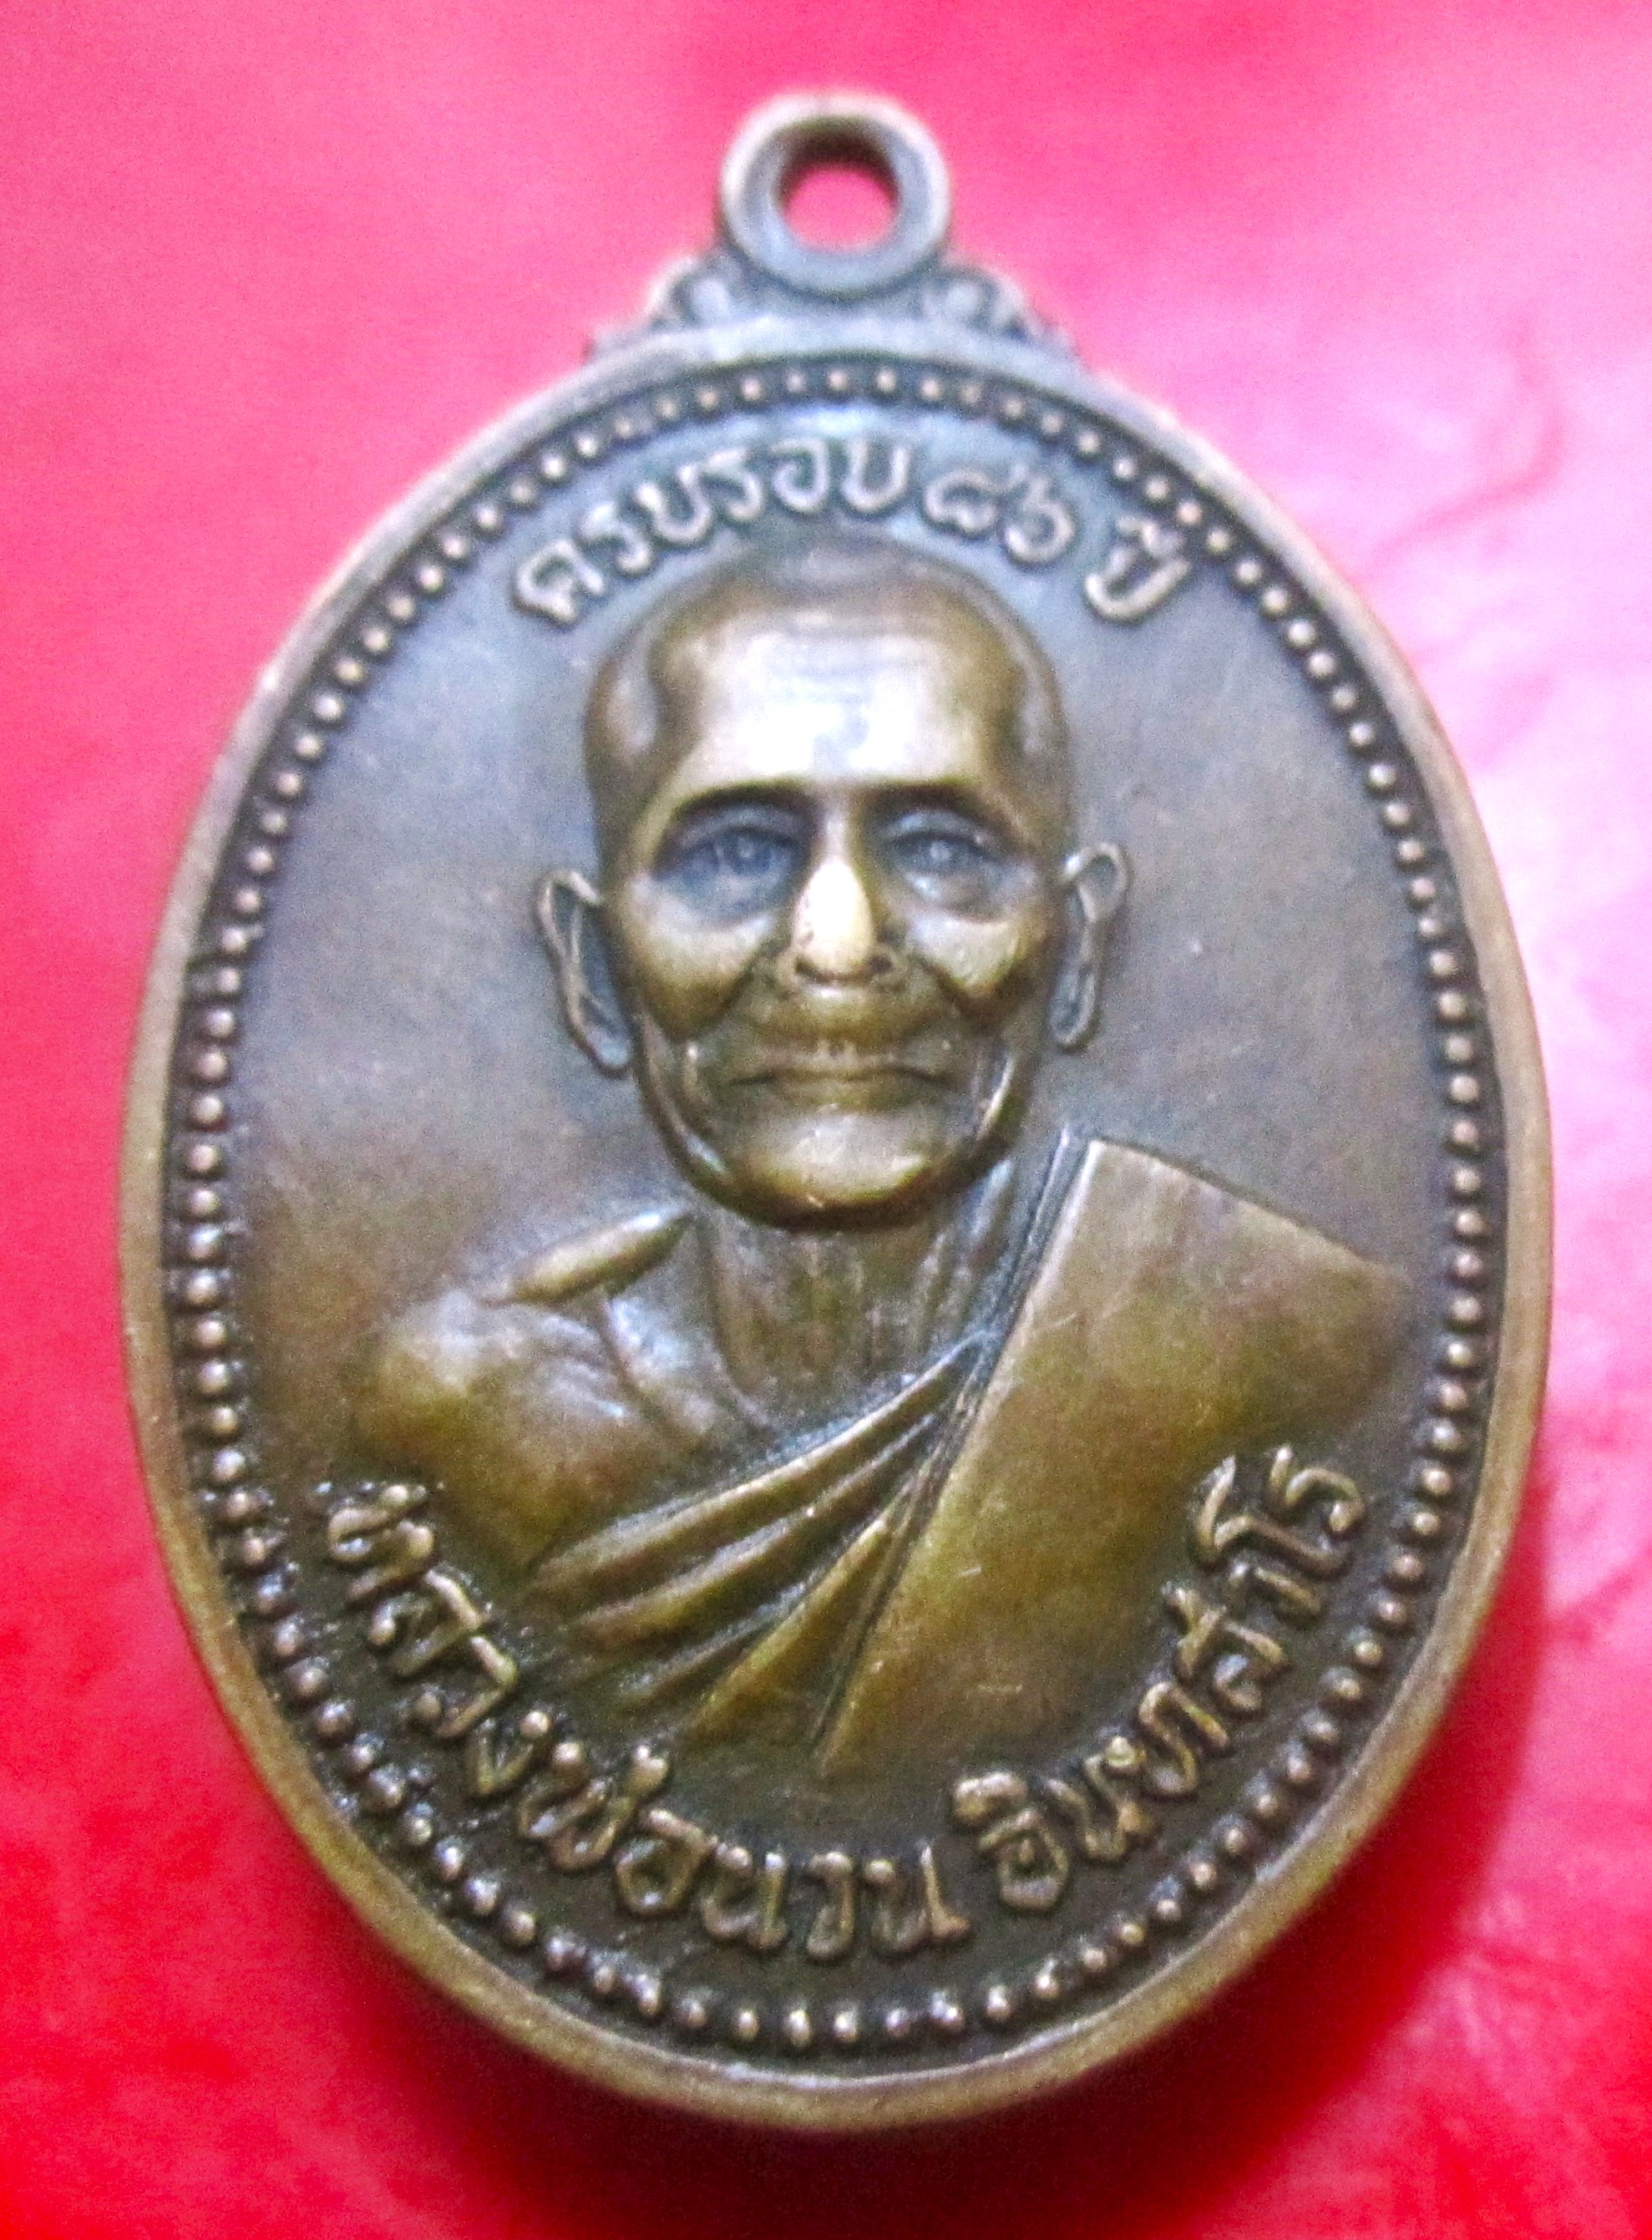 ครบรอบ ๘๖ ปี
หลวงพ่อนวน อินทสาโร